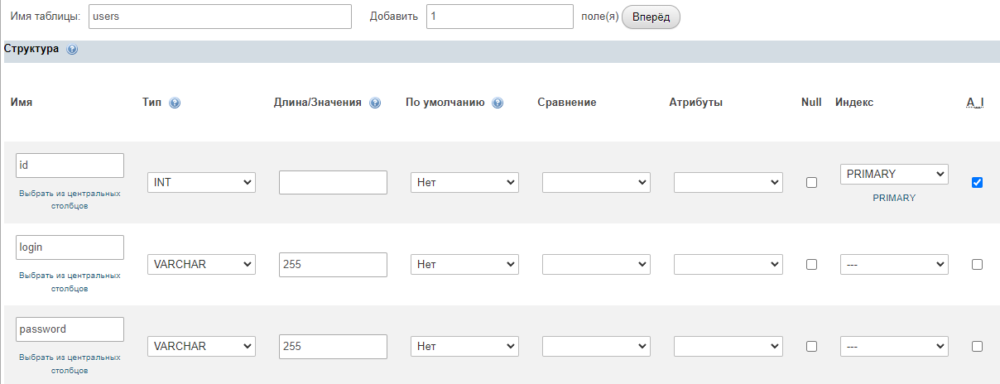 Имя таблицы: users Добавить 1 поле(я) Вперёд
Структура
Имя Тип Длина/Значения По умолчанию Сравнение Атрибуты Null Индекс A_I
id
INT Нет PRIMARY
Выбрать из центральных
столбцов
PRIMARY
login
VARCHAR 255 Нет ---
Выбрать из центральных
столбцов
password
VARCHAR 255 Нет ---
Выбрать из центральных
столбцов